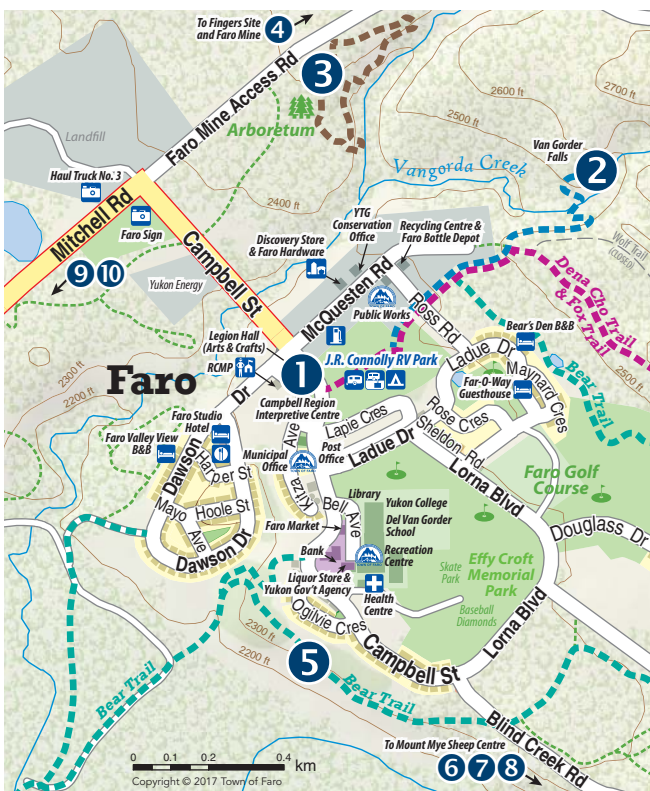 To Fingers Site
and Faro Mine
4
3
Faro Mine Access Rd
Arboretum
2600 ft
2700 ft
2500 ft
2400 ft
Landfill
Haul Truck No. 3
Mitchell Rd
Faro Sign
9 10
Campbell St
Yukon Energy
Vangorda Creek
Van Gorder
Falls
2
YTG
Conservation
Office
Recycling Centre &
Faro Bottle Depot
Discovery Store
& Faro Hardware
McQuesten Rd
Public Works
Ross Rd
Wolf Trail
(CLOSED)
Dena Cho Trail
& Fox Trail
Bear Trail
Legion Hall
(Arts & Crafts)
RCMP
1
J.R. Connolly RV Park
Bear's Den B&B
Ladue Dr
Maynard Cres
Far-O-Way
Guesthouse
Rose Cres
Sheldon Rd
2200 ft
2300 ft
Faro
Dr
Campbell Region
Interpretive Centre
Lapie Cres
Ladue Dr
Lorna Blvd
Faro Studio
Hotel
Faro Valley View
B&B
Dawson
Harper St
Hoole St
Mayo
Ave
Dawson Dr
Municipal
Office
Post
Office
Kitza
Ave
Bell Ave
Library
Yukon College
Del Van Gorder
School
Recreation
Centre
Faro Market
Bank
Liquor Store &
Yukon Gov't Agency
Health
Centre
Skate
Park
Effy Croft
Memorial
Park
Baseball
Diamonds
Faro Golf
Course
Douglass Dr
Lorna Blvd
Ogilvie Cres
Campbell St
2300 ft
2200 ft
5
Bear Trail
Bear Trail
Blind Creek Rd
To Mount Mye Sheep Centre
6 7 8
0 0.1 0.2 0.4
km
Copyright © 2017 Town of Faro